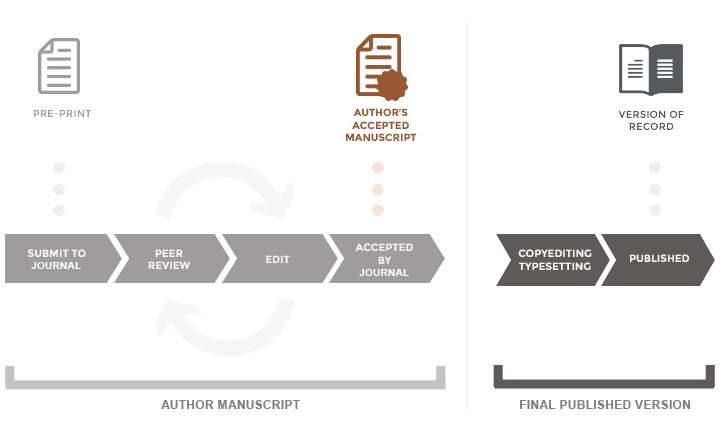 PRE-PRINT
AUTHOR'S
ACCEPTED
MANUSCRIPT
VERSION OF
RECORD
SUBMIT TO
JOURNAL
PEER
REVIEW
EDIT
ACCEPTED
BY
JOURNAL
COPYEDITING
TYPESETTING
PUBLISHED
AUTHOR MANUSCRIPT
FINAL PUBLISHED VERSION